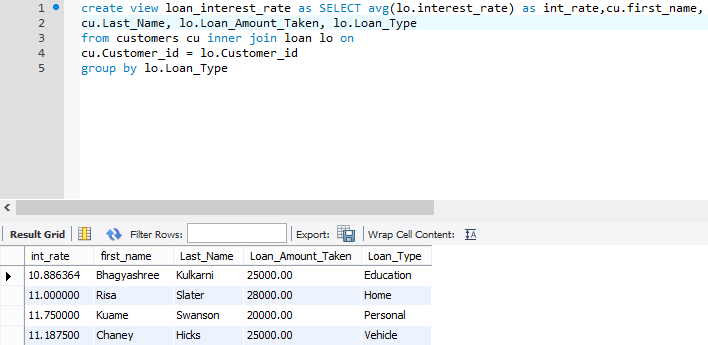 1 create view loan_interest_rate as SELECT avg(lo.interest_rate) as int_rate,cu.first_name,
2 cu.Last_Name, lo.Loan_Amount_Taken, lo.Loan_Type
3 from customers cu inner join loan lo on
4 cu.Customer_id = lo.Customer_id
5 group by lo.Loan_Type
Result Grid Filter Rows: Export: Wrap Cell Content:
int_rate first_name Last_Name Loan_Amount_Taken Loan_Type
10.886364 Bhagyashree Kulkarni 25000.00 Education
11.000000 Risa Slater 28000.00 Home
11.750000 Kuame Swanson 20000.00 Personal
11.187500 Chaney Hicks 25000.00 Vehicle